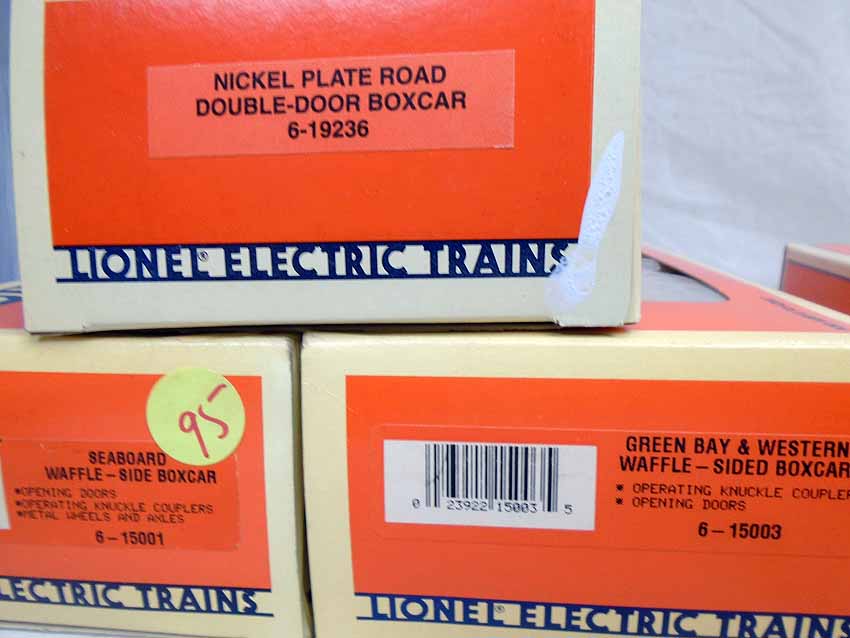 NICKEL PLATE ROAD
DOUBLE-DOOR BOXCAR
6-19236
LIONEL® ELECTRIC TRAINS
95
SEABOARD
WAFFLE – SIDE BOXCAR
*OPENING DOORS
*OPERATING KNUCKLE COUPLERS
*METAL WHEELS AND AXLES
6 – 15001
LECTRIC TRAINS
0 23922 15003 5
GREEN BAY & WESTERN
WAFFLE – SIDED BOXCAR
* OPERATING KNUCKLE COUPLER
* OPENING DOORS
6 – 15003
LIONEL® ELECTRIC TRAINS